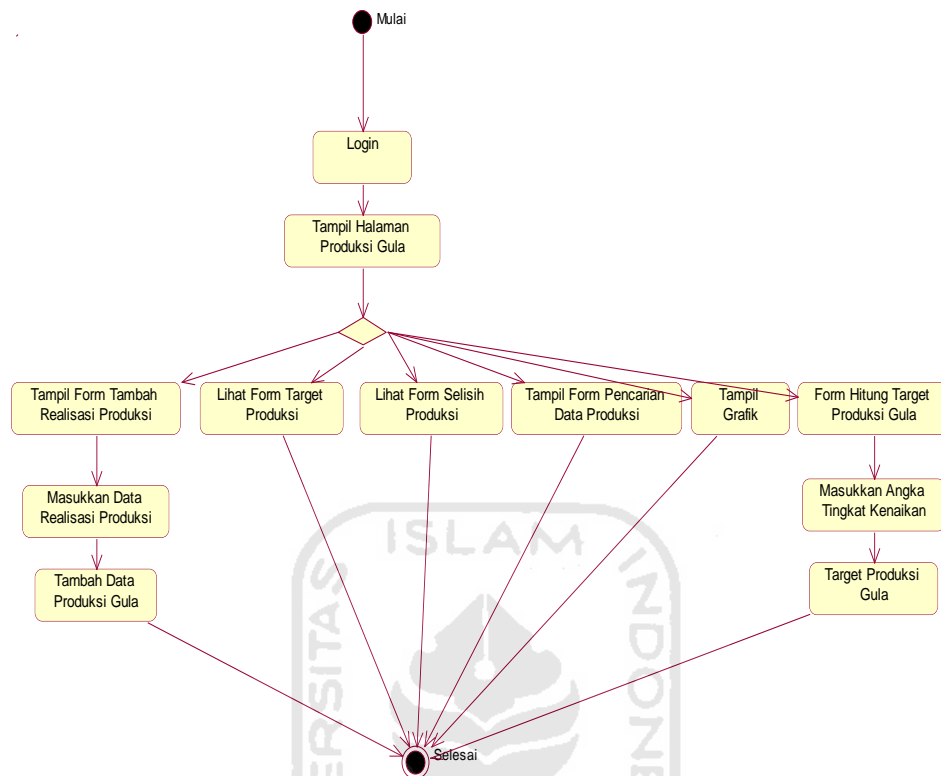 Mulai
Login
Tampil Halaman
Produksi Gula
Tampil Form Tambah
Realisasi Produksi
Lihat Form Target
Produksi
Lihat Form Selisih
Produksi
Tampil Form Pencarian
Data Produksi
Tampil
Grafik
Form Hitung Target
Produksi Gula
Masukkan Data
Realisasi Produksi
Masukkan Angka
Tingkat Kenaikan
Tambah Data
Produksi Gula
Target Produksi
Gula
Selesai
ISLAM